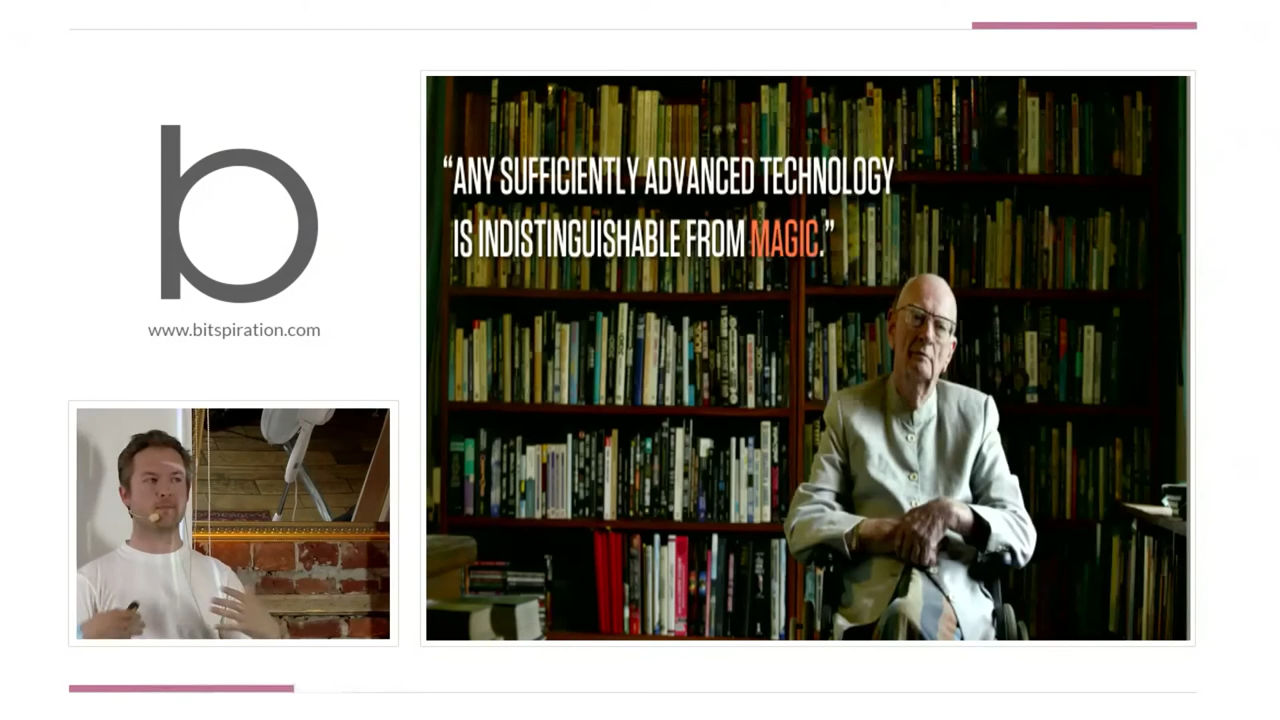 b
www.bitspiration.com
“ANY SUFFICIENTLY ADVANCED TECHNOLOGY
IS INDISTINGUISHABLE FROM MAGIC.”